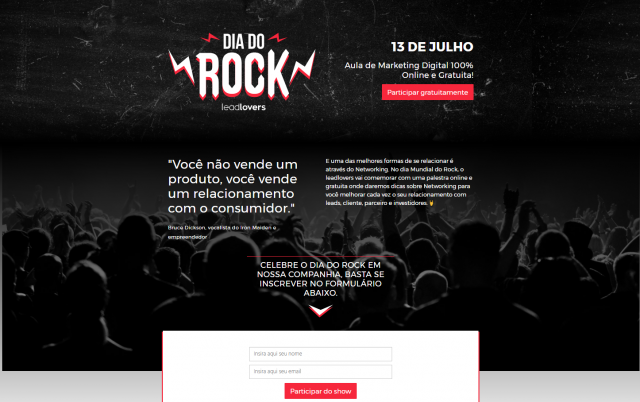 DIA DO
ROCK
leadlovers
13 DE JULHO
Aula de Marketing Digital 100%
Online e Gratuita!
Participar gratuitamente
"Você não vende um
produto, você vende
um relacionamento
com o consumidor."
Bruce Dickson, vocalista do Iron Maiden e
empreendedor
E uma das melhores formas de se relacionar é
através do Networking. No dia Mundial do Rock, o
leadlovers vai comemorar com uma palestra online e
gratuita onde daremos dicas sobre Networking para
você melhorar cada vez o seu relacionamento com
leads, cliente, parceiro e investidores. 🤘
CELEBRE O DIA DO ROCK EM
NOSSA COMPANHIA, BASTA SE
INSCREVER NO FORMULÁRIO
ABAIXO.
Insira aqui seu nome
Insira aqui seu email
Participar do show